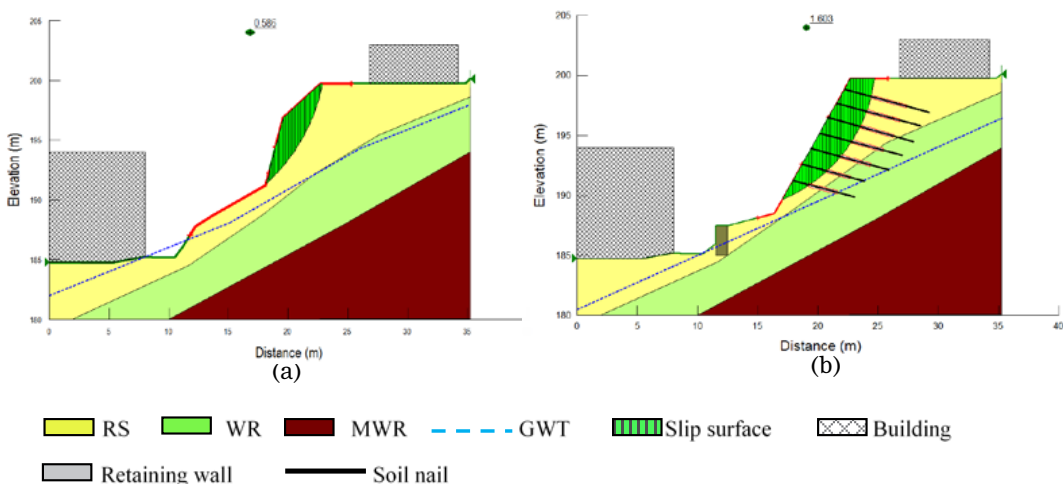 0.586
Elevation (m)
205
200
195
190
185
180
0 5 10 15 20 25 30 35
Distance (m)
(a)
1.603
Elevation (m)
205
200
195
190
185
180
0 5 10 15 20 25 30 35 40
Distance (m)
(b)
RS WR MWR GWT Slip surface Building
Retaining wall Soil nail